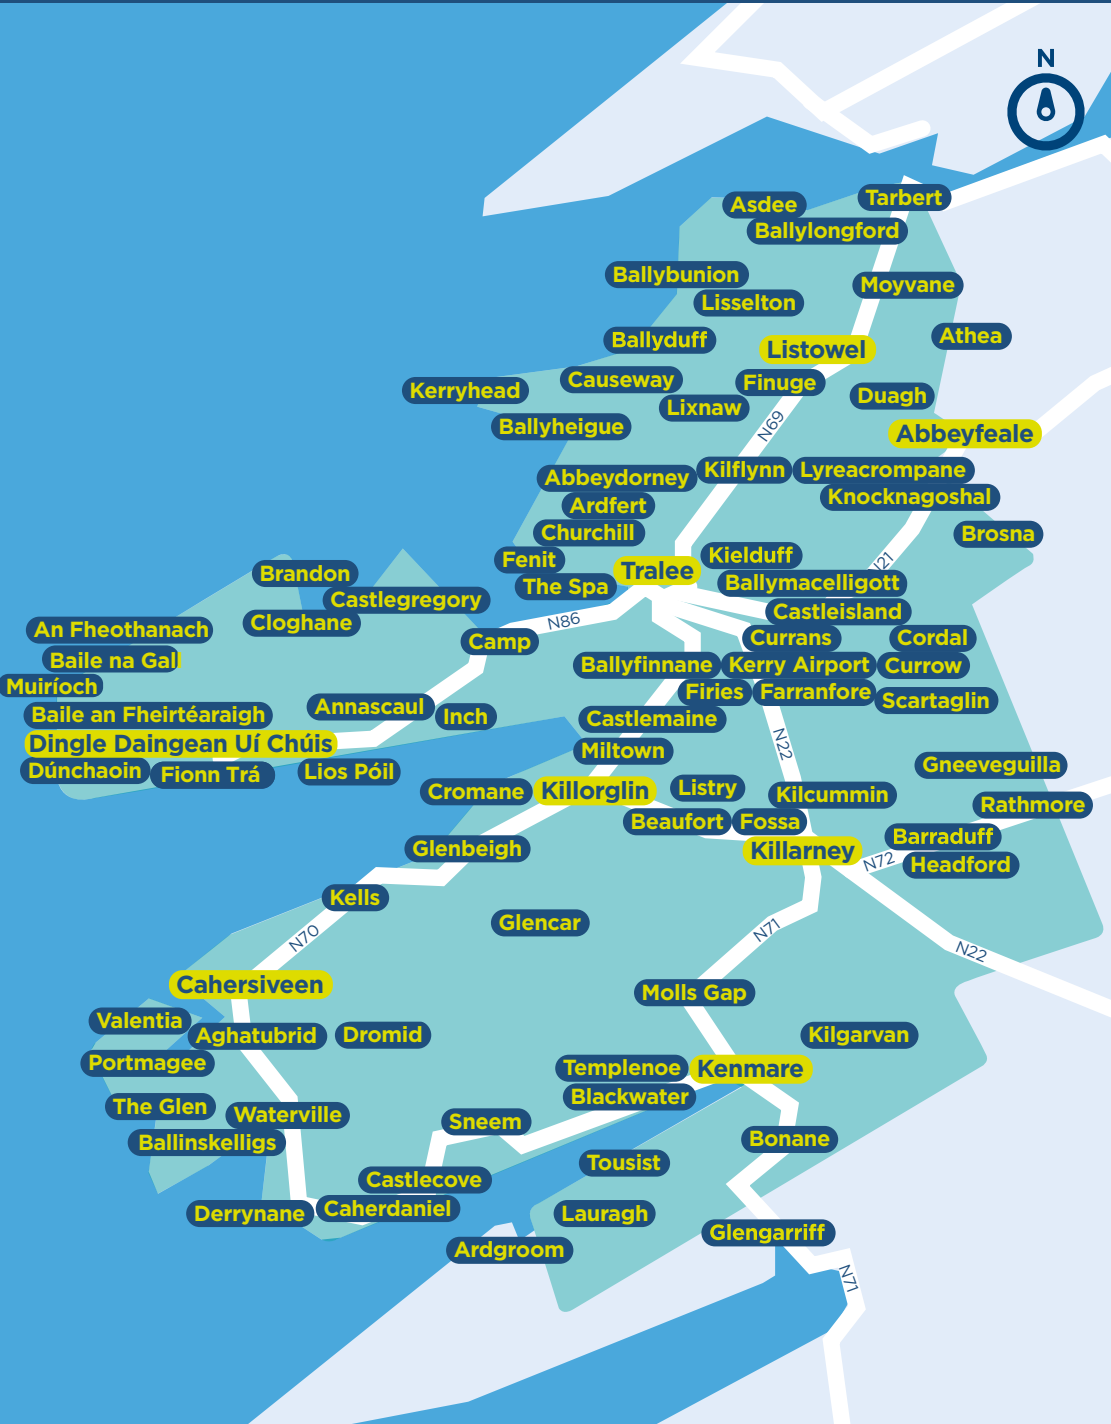 N
Tarbert
Asdee
Ballylongford
Ballybunion
Moyvane
Lisselton
Athea
Ballyduff
Listowel
Causeway
Finuge
Kerryhead
Duagh
Lixnaw
Ballyheigue
N69
Abbeyfeale
Kilflynn
Lyreacrompane
Abbeydorney
Knocknagoshal
Ardfert
Churchill
Brosna
Fenit
Kielduff
N21
Tralee
Brandon
The Spa
Ballymacelligott
Castlegregory
Castleisland
Cloghane
N86
An Fheothanach
Camp
Currans
Cordal
Baile na Gall
Ballyfinnane
Kerry Airport
Currow
Muiríoch
Firies
Farranfore
Scartaglin
Annascaul
Inch
Baile an Fheirtéaraigh
Castlemaine
Dingle Daingean Uí Chúis
N22
Miltown
Dúnchaoin
Fionn Trá
Lios Póil
Gneeveguilla
Cromane
Killorglin
Listry
Kilcummin
Rathmore
Beaufort
Fossa
Barraduff
Glenbeigh
Killarney
N72
Headford
Kells
Glencar
N71
N70
N22
Cahersiveen
Molls Gap
Valentia
Aghatubrid
Dromid
Kilgarvan
Portmagee
Templenoe
Kenmare
Blackwater
The Glen
Waterville
Sneem
Ballinskelligs
Bonane
Tousist
Castlecove
Derrynane
Caherdaniel
Lauragh
Glengarriff
Ardgroom
N71